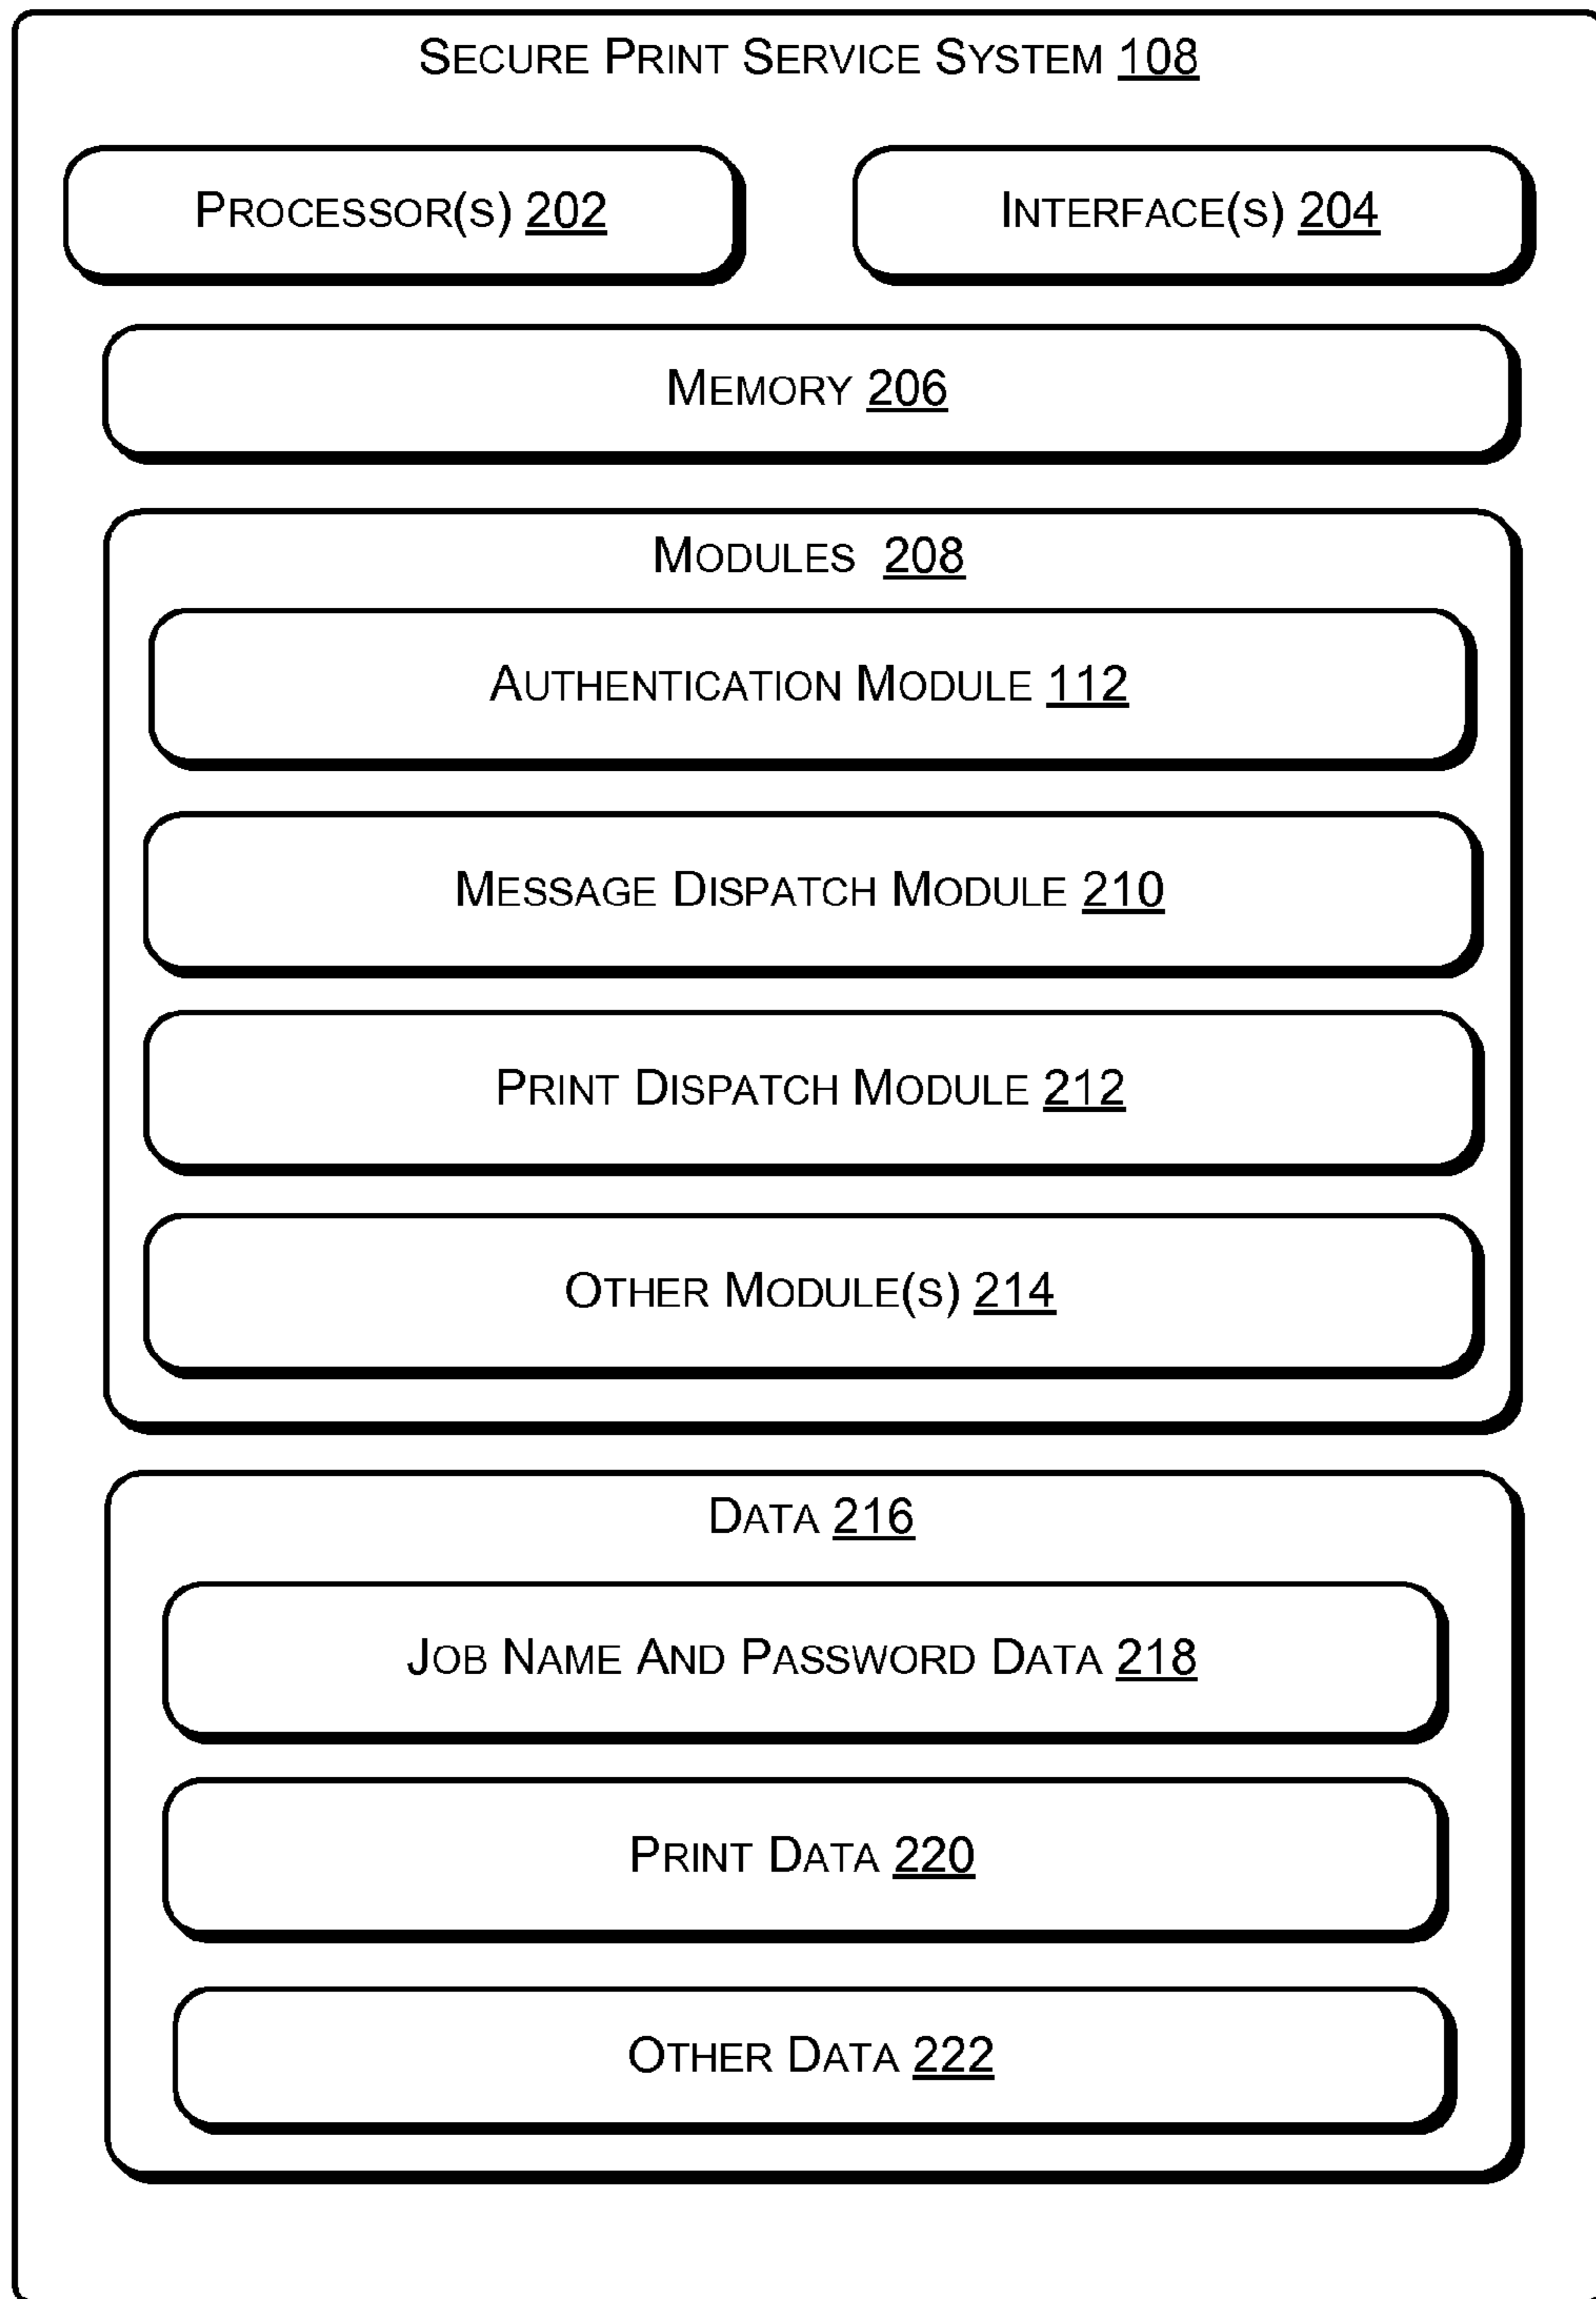 SECURE PRINT SERVICE SYSTEM 108
PROCESSOR(S) 202
INTERFACE(S) 204
MEMORY 206
MODULES 208
AUTHENTICATION MODULE 112
MESSAGE DISPATCH MODULE 210
PRINT DISPATCH MODULE 212
OTHER MODULE(S) 214
DATA 216
JOB NAME AND PASSWORD DATA 218
PRINT DATA 220
OTHER DATA 222